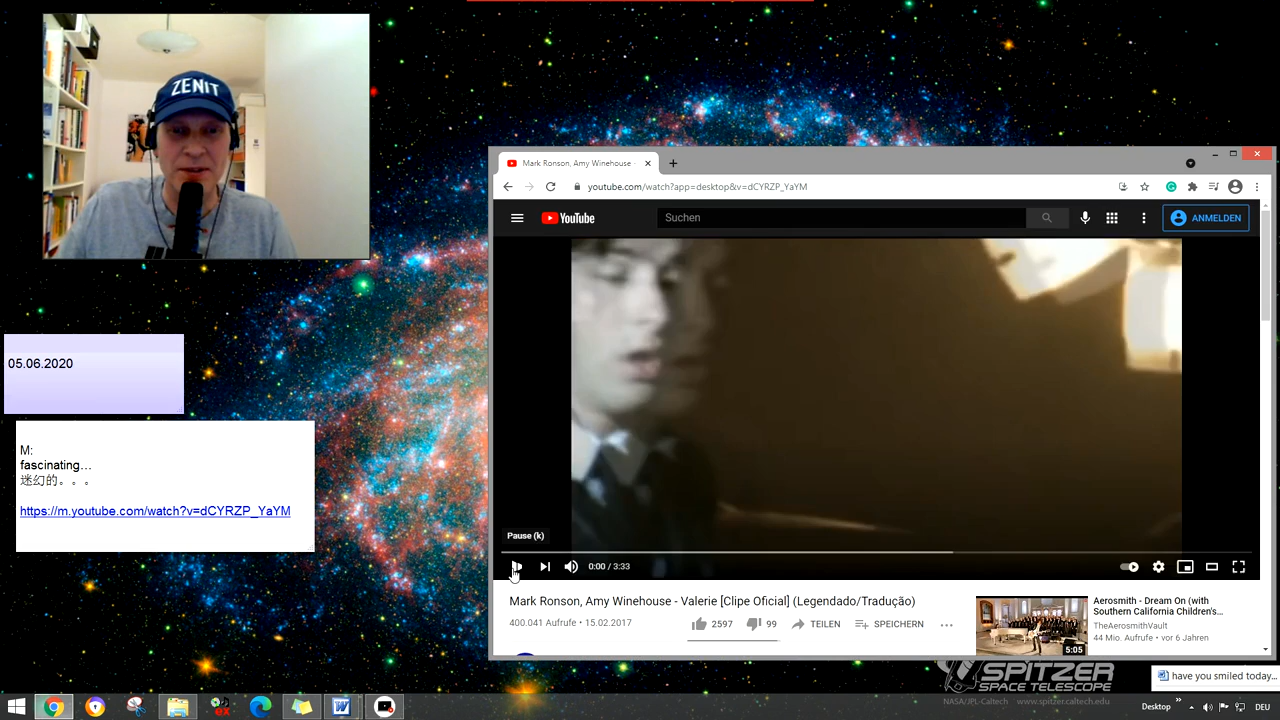 ZENIT
05.06.2020
M:
fascinating…
迷幻的。。。
https://m.youtube.com/watch?v=dCYRZP_YaYM
Mark Ronson, Amy Winehouse -
youtube.com/watch?app=desktop&v=dCYRZP_YaYM
YouTube
Suchen
ANMELDEN
Pause (k)
0:00 / 3:33
Mark Ronson, Amy Winehouse - Valerie [Clipe Oficial] (Legendado/Tradução)
400.041 Aufrufe • 15.02.2017
2597
99
TEILEN
SPEICHERN
5:05
Aerosmith - Dream On (with
Southern California Children's...
TheAerosmithVault
44 Mio. Aufrufe • vor 6 Jahren
SPITZER
SPACE TELESCOPE
NASA/JPL-Caltech www.spitzer.caltech.edu
have you smiled today...
Desktop
DEU